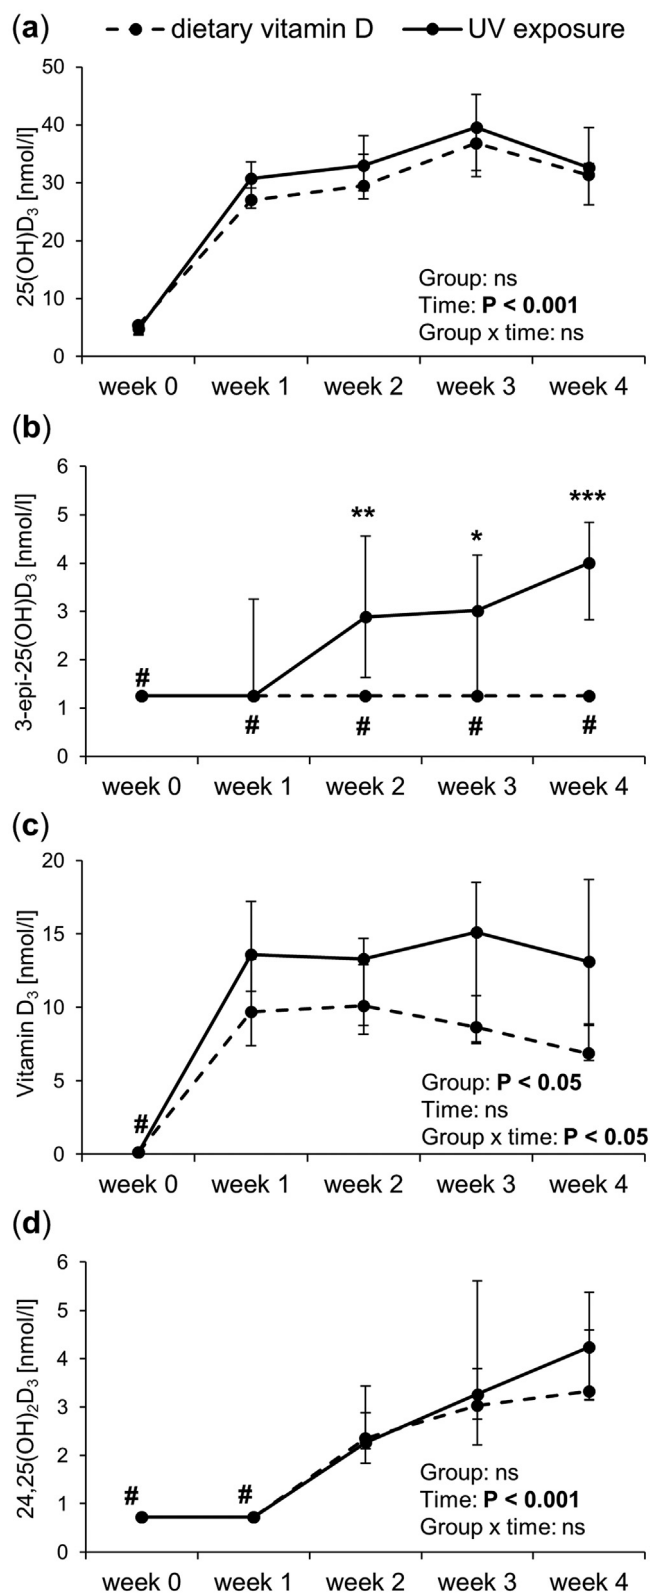 (a) dietary vitamin D UV exposure
50
40
30
20
10
0
25(OH)D₃ [nmol/l]
Group: ns
Time: P < 0.001
Group x time: ns
week 0 week 1 week 2 week 3 week 4
(b)
6
5
4
3
2
1
0
3-epi-25(OH)D₃ [nmol/l]
** * ***
#
# # # #
week 0 week 1 week 2 week 3 week 4
(c)
20
15
10
5
0
Vitamin D₃ [nmol/l]
#
Group: P < 0.05
Time: ns
Group x time: P < 0.05
week 0 week 1 week 2 week 3 week 4
(d)
6
5
4
3
2
1
0
24,25(OH)₂D₃ [nmol/l]
# #
Group: ns
Time: P < 0.001
Group x time: ns
week 0 week 1 week 2 week 3 week 4